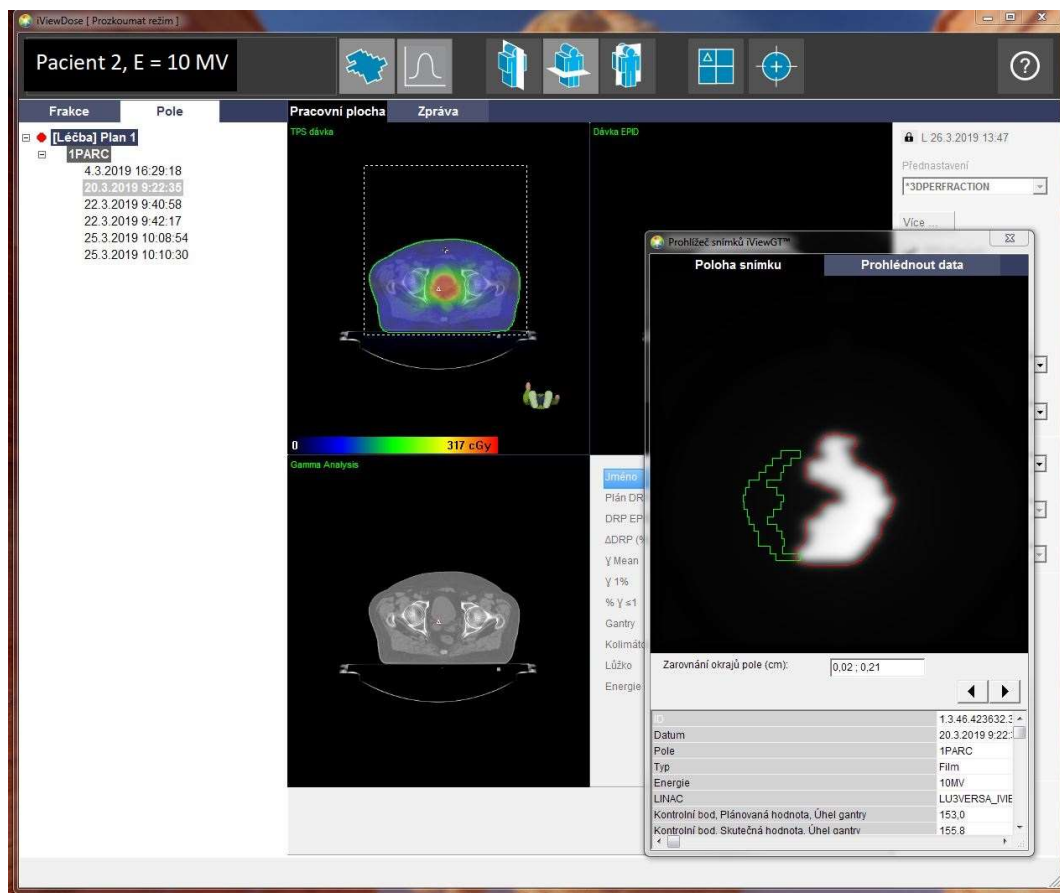 iViewDose [ Prozkoumat režim ]
Pacient 2, E = 10 MV
Frakce Pole Pracovní plocha Zpráva
[Léčba] Plan 1
1PARC
4.3.2019 16:29:18
20.3.2019 9:22:35
22.3.2019 9:40:58
22.3.2019 9:42:17
25.3.2019 10:08:54
25.3.2019 10:10:30
TPS dávka
0 317 cGy
Dávka EPID
Gamma Analysis
Jméno
Plán DR
DRP EP
ΔDRP (%
γ Mean
γ 1%
% γ ≤1
Gantry
Kolimáto
Lůžko
Energie
L 26.3.2019 13:47
Přednastavení
*3DPERFRACTION
Více ...
Prohlížeč snímků iViewGT™
Poloha snímku Prohlédnout data
Zarovnání okrajů pole (cm): 0,02 ; 0,21
ID 1.3.46.423632.3
Datum 20.3.2019 9:22:
Pole 1PARC
Typ Film
Energie 10MV
LINAC LU3VERSA_IVIE
Kontrolní bod, Plánovaná hodnota, Úhel gantry 153,0
Kontrolní bod, Skutečná hodnota, Úhel gantry 155,8